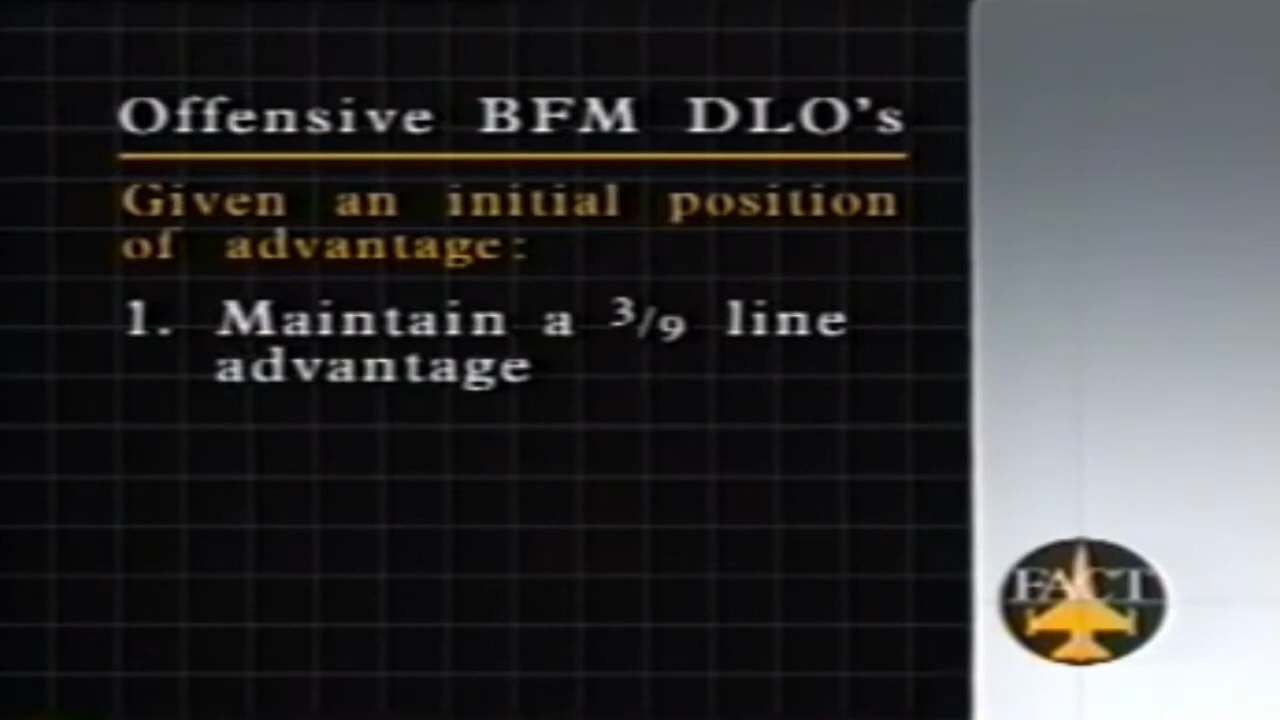 Offensive BFM DLO's
Given an initial position
of advantage:
1. Maintain a 3/9 line
advantage
FACT